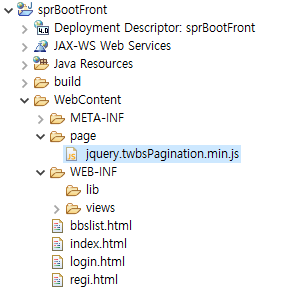 sprBootFront
Deployment Descriptor: sprBootFront
JAX-WS Web Services
Java Resources
build
WebContent
META-INF
page
jquery.twbsPagination.min.js
WEB-INF
lib
views
bbslist.html
index.html
login.html
regi.html